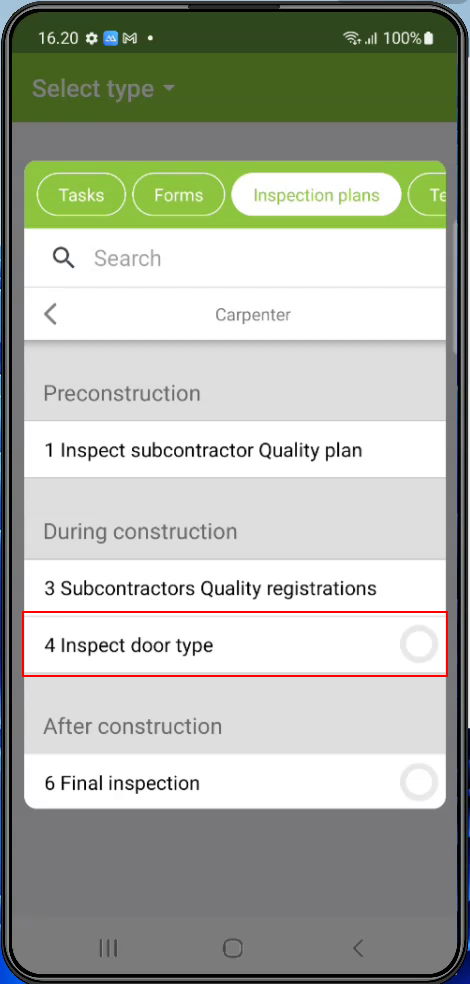 16.20 100%
Select type
Tasks Forms Inspection plans Te
Search
Carpenter
Preconstruction
1 Inspect subcontractor Quality plan
During construction
3 Subcontractors Quality registrations
4 Inspect door type
After construction
6 Final inspection